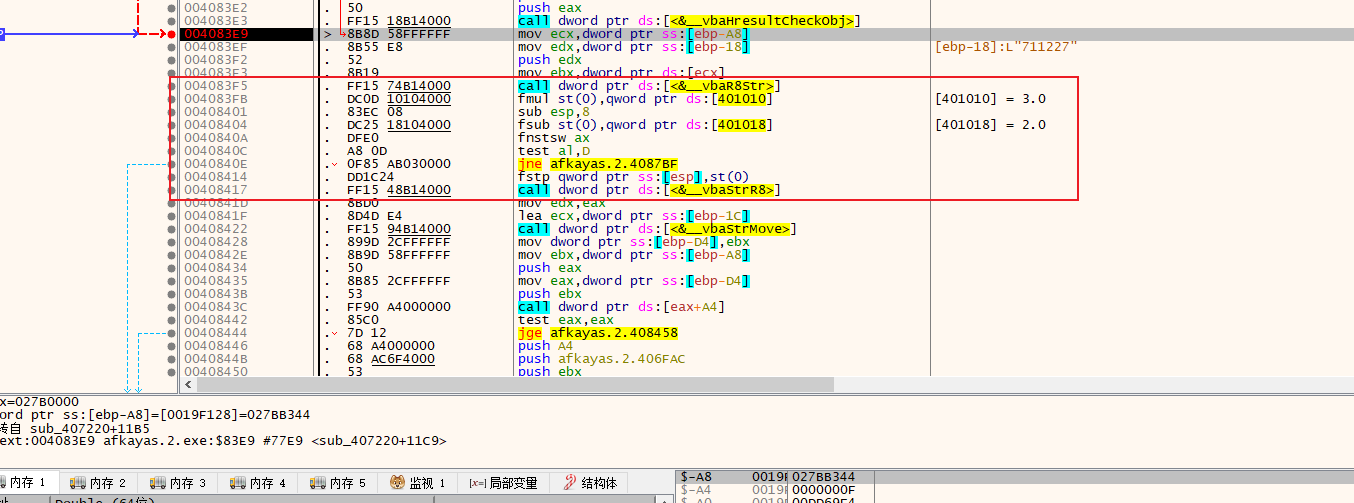 004083E2 . 50 push eax
004083E3 . FF15 18B14000 call dword ptr ds:[<&__vbaHresultCheckObj>]
004083E9 > 8B8D 58FFFFFF mov ecx,dword ptr ss:[ebp-A8]
004083EF . 8B55 E8 mov edx,dword ptr ss:[ebp-18] [ebp-18]:L"711227"
004083F2 . 52 push edx
004083F3 . 8B19 mov ebx,dword ptr ds:[ecx]
004083F5 . FF15 74B14000 call dword ptr ds:[<&__vbaR8Str>]
004083FB . DC0D 10104000 fmul st(0),qword ptr ds:[401010] [401010] = 3.0
00408401 . 83EC 08 sub esp,8
00408404 . DC25 18104000 fsub st(0),qword ptr ds:[401018] [401018] = 2.0
0040840A . DFE0 fnstsw ax
0040840C . A8 0D test al,D
0040840E . 0F85 AB030000 jne afkayas.2.4087BF
00408414 . DD1C24 fstp qword ptr ss:[esp],st(0)
00408417 . FF15 48B14000 call dword ptr ds:[<&__vbaStrR8>]
0040841D . 8BD0 mov edx,eax
0040841F . 8D4D E4 lea ecx,dword ptr ss:[ebp-1C]
00408422 . FF15 94B14000 call dword ptr ds:[<&__vbaStrMove>]
00408428 . 899D 2CFFFFFF mov dword ptr ss:[ebp-D4],ebx
0040842E . 8B9D 58FFFFFF mov ebx,dword ptr ss:[ebp-A8]
00408434 . 50 push eax
00408435 . 8B85 2CFFFFFF mov eax,dword ptr ss:[ebp-D4]
0040843B . 53 push ebx
0040843C . FF90 A4000000 call dword ptr ds:[eax+A4]
00408442 . 85C0 test eax,eax
00408444 . 7D 12 jge afkayas.2.408458
00408446 . 68 A4000000 push A4
0040844B . 68 AC6F4000 push afkayas.2.406FAC
00408450 . 53 push ebx
x=027B0000
ord ptr ss:[ebp-A8]=[0019F128]=027BB344
转自 sub_407220+11B5
ext:004083E9 afkayas.2.exe:$83E9 #77E9 <sub_407220+11C9>
内存 1 内存 2 内存 3 内存 4 内存 5 监视 1 [x=] 局部变量 结构体
$-A8 0019F 027BB344
$-A4 0019F 0000000F
Double (64位)